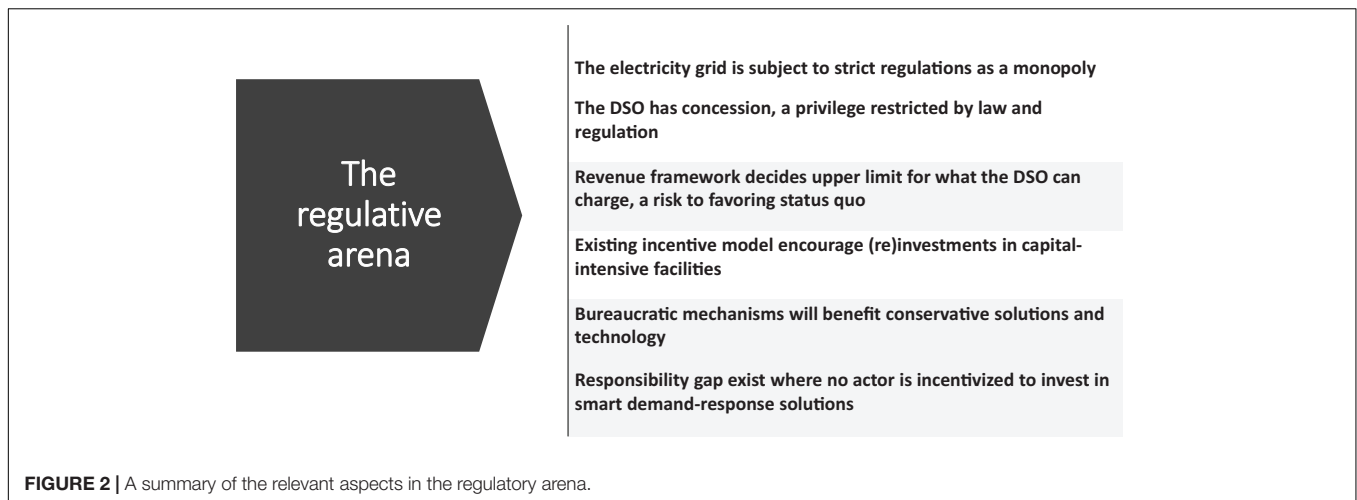 The
regulative
arena
The electricity grid is subject to strict regulations as a monopoly
The DSO has concession, a privilege restricted by law and
regulation
Revenue framework decides upper limit for what the DSO can
charge, a risk to favoring status quo
Existing incentive model encourage (re)investments in capital-
intensive facilities
Bureaucratic mechanisms will benefit conservative solutions and
technology
Responsibility gap exist where no actor is incentivized to invest in
smart demand-response solutions
FIGURE 2 | A summary of the relevant aspects in the regulatory arena.